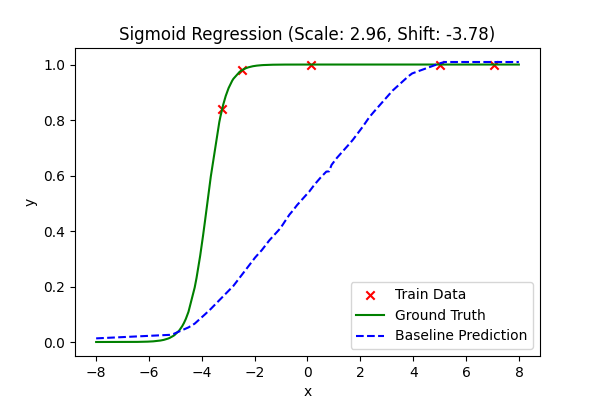 Sigmoid Regression (Scale: 2.96, Shift: -3.78)
1.0
0.8
0.6
0.4
0.2
0.0
y
−8 −6 −4 −2 0 2 4 6 8
x
Train Data
Ground Truth
Baseline Prediction